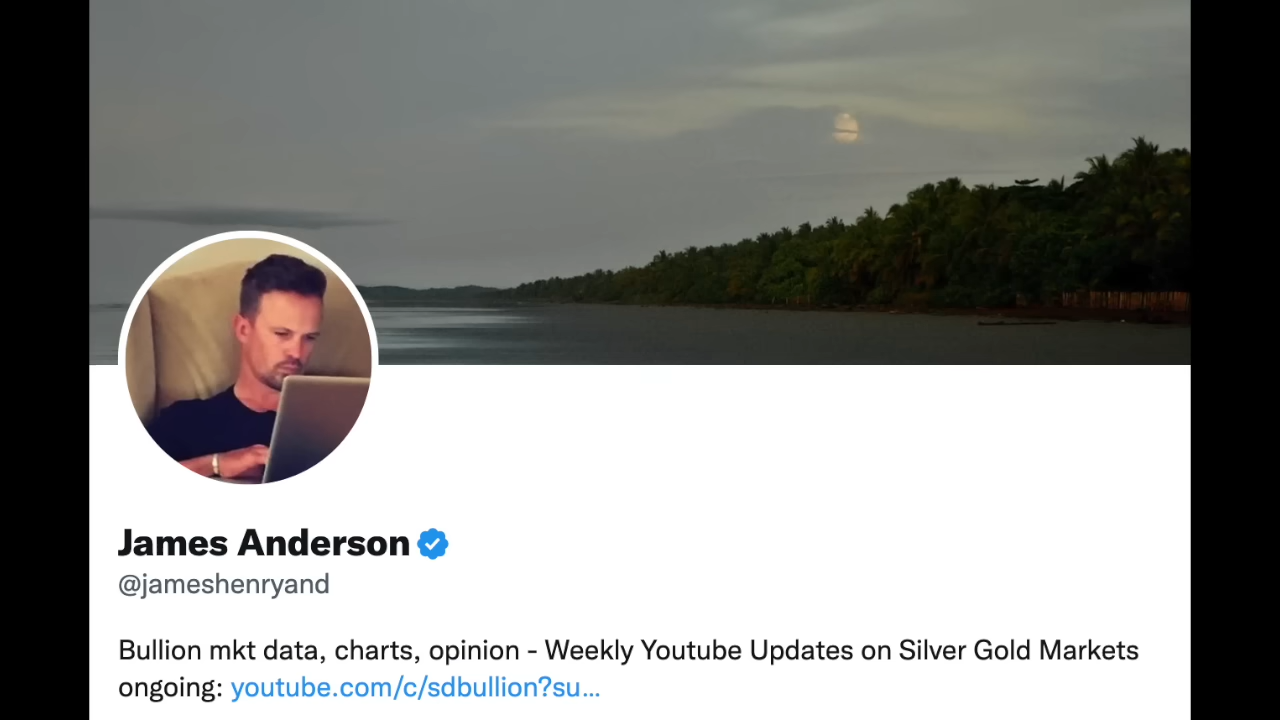 James Anderson
@jameshenryand
Bullion mkt data, charts, opinion - Weekly Youtube Updates on Silver Gold Markets
ongoing: youtube.com/c/sdbullion?su...